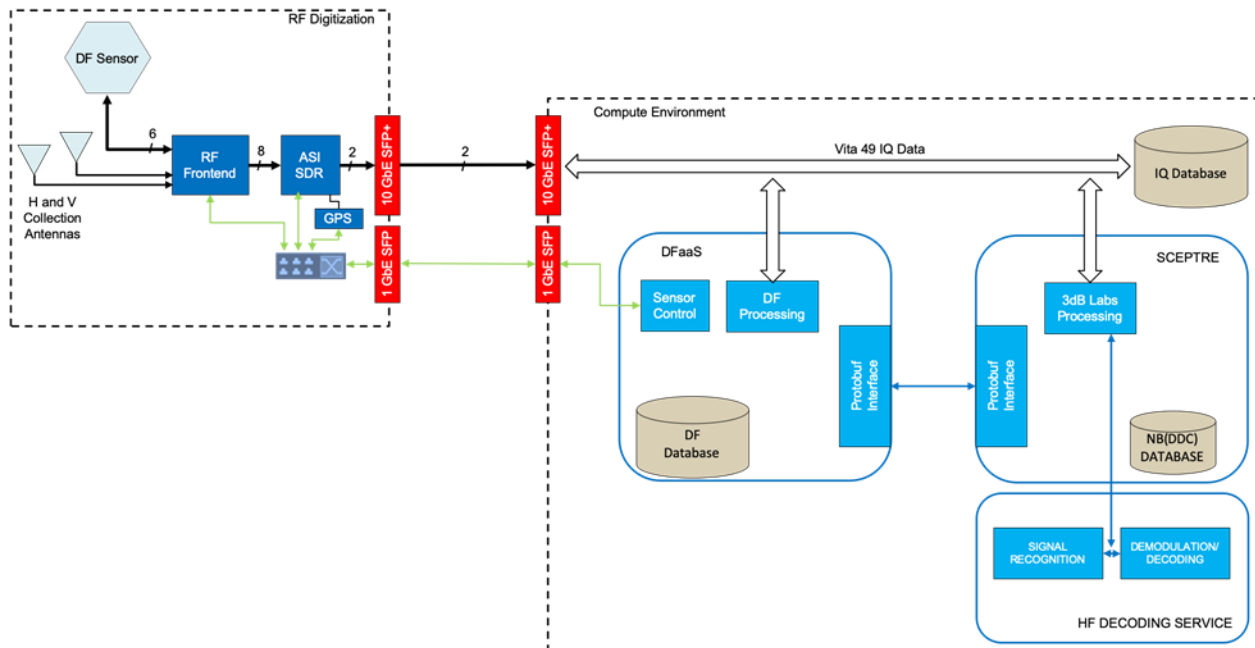 RF Digitization
DF Sensor
6
8
2
RF
Frontend
ASI
SDR
GPS
H and V
Collection
Antennas
10 GbE SFP+
1 GbE SFP
2
10 GbE SFP+
1 GbE SFP
Compute Environment
Vita 49 IQ Data
IQ Database
DFaaS
Sensor
Control
DF
Processing
Protobuf
Interface
DF
Database
SCEPTRE
3dB Labs
Processing
Protobuf
Interface
NB(DDC)
DATABASE
SIGNAL
RECOGNITION
DEMODULATION/
DECODING
HF DECODING SERVICE